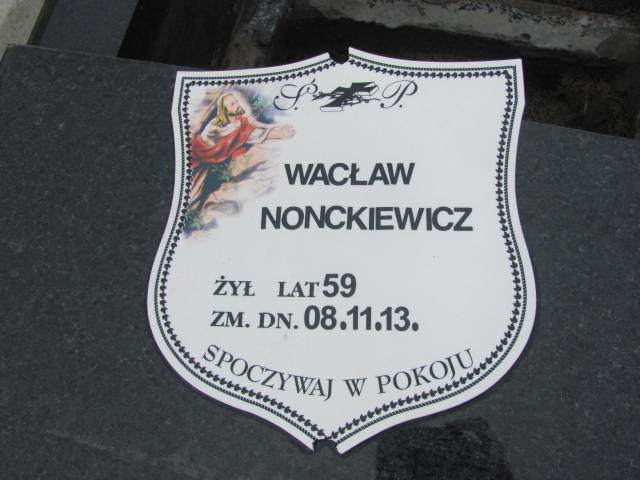 Ś. P.
WACŁAW
NONCKIEWICZ
ŻYŁ LAT 59
ZM. DN. 08.11.13.
SPOCZYWAJ W POKOJU